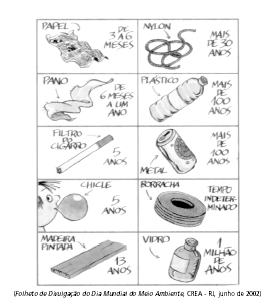 PAPEL
DE
3 A 6
MESES
NYLON
MAIS
DE 30
ANOS
PANO
DE
6 MESES
A UM
ANO
PLÁSTICO
MAIS
DE
100
ANOS
FILTRO
DO
CIGARRO
5
ANOS
METAL
MAIS
DE
100
ANOS
CHICLE
5
ANOS
BORRACHA
TEMPO
INDETER-
MINADO
MADEIRA
PINTADA
13
ANOS
VIDRO
1
MILHÃO
DE
ANOS
(Folheto de Divulgação do Dia Mundial do Meio Ambiente, CREA - RJ, junho de 2002)